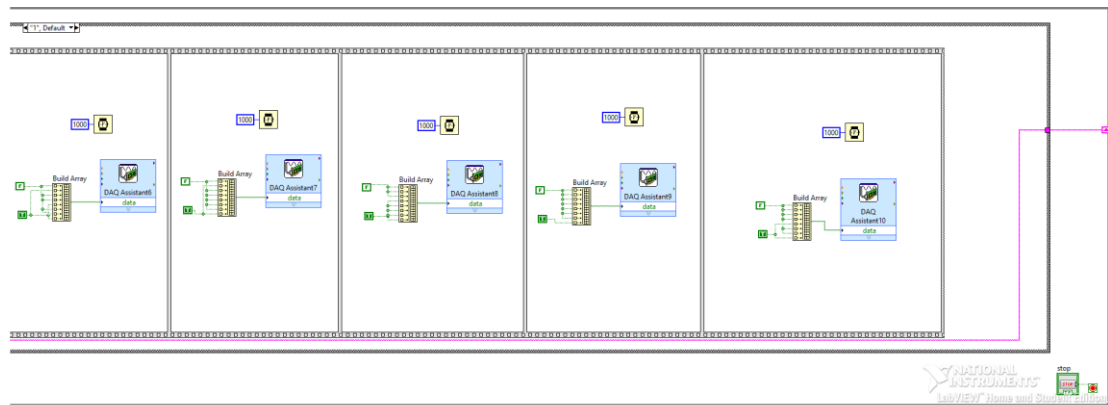 "1", Default
1000
1000
1000
1000
1000
Build Array
DAQ Assistant6
data
Build Array
DAQ Assistant7
data
Build Array
DAQ Assistant8
data
Build Array
DAQ Assistant9
data
Build Array
DAQ
Assistant10
data
F
F
F
F
F
stop
STOP
NATIONAL
INSTRUMENTS
LabVIEW™ Home and Student Edition